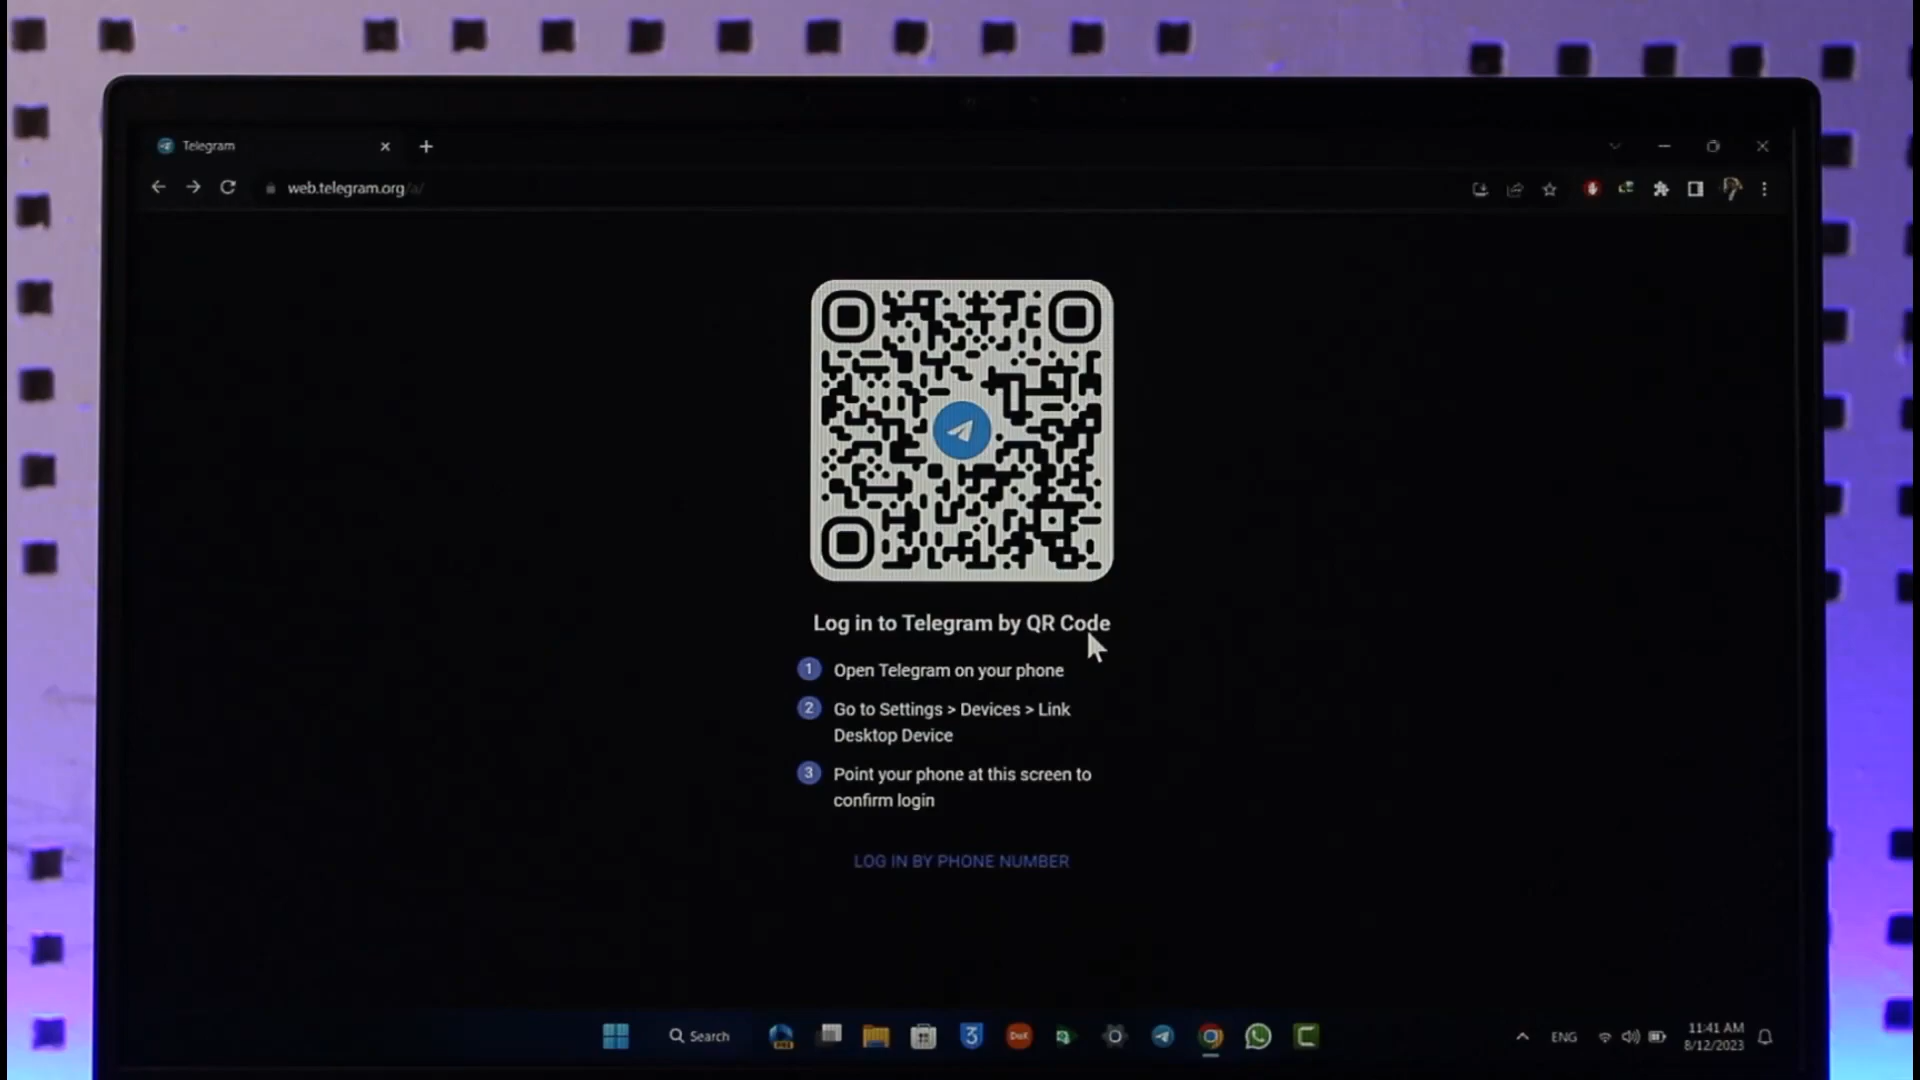 Telegram
web.telegram.org/a/
Log in to Telegram by QR Code
1 Open Telegram on your phone
2 Go to Settings > Devices > Link
Desktop Device
3 Point your phone at this screen to
confirm login
LOG IN BY PHONE NUMBER
Search
ENG
11:41 AM
8/12/2023